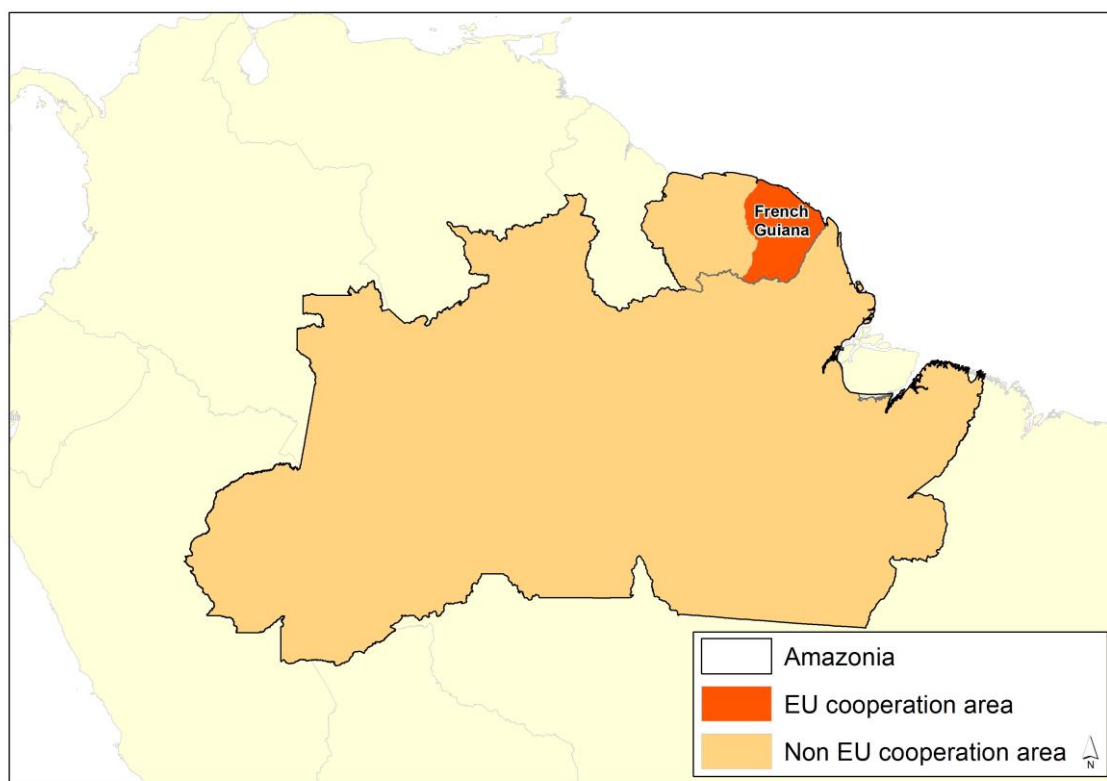 French
Guiana
Amazonia
EU cooperation area
Non EU cooperation area
N